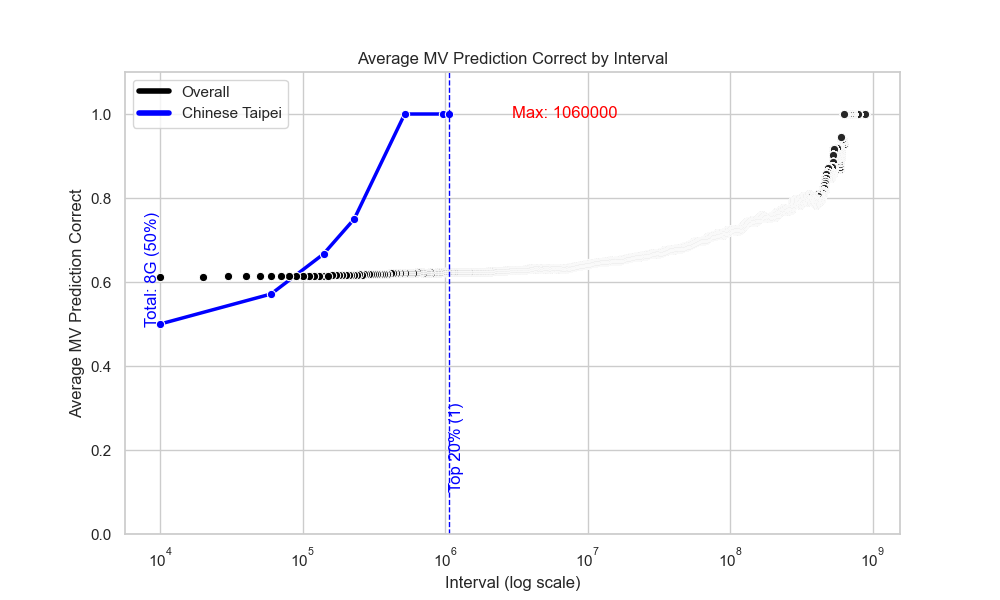 Average MV Prediction Correct by Interval
Overall
Chinese Taipei
Max: 1060000
Total: 8G (50%)
Top 20% (1)
Average MV Prediction Correct
1.0
0.8
0.6
0.4
0.2
0.0
10^4
10^5
10^6
10^7
10^8
10^9
Interval (log scale)